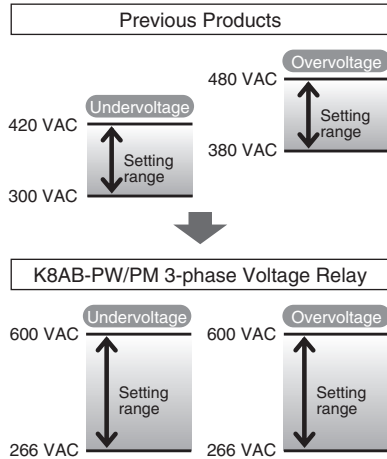 Previous Products
Overvoltage
480 VAC
Undervoltage
420 VAC
Setting
range
380 VAC
Setting
range
300 VAC
K8AB-PW/PM 3-phase Voltage Relay
Undervoltage
Overvoltage
600 VAC
600 VAC
Setting
range
Setting
range
266 VAC
266 VAC